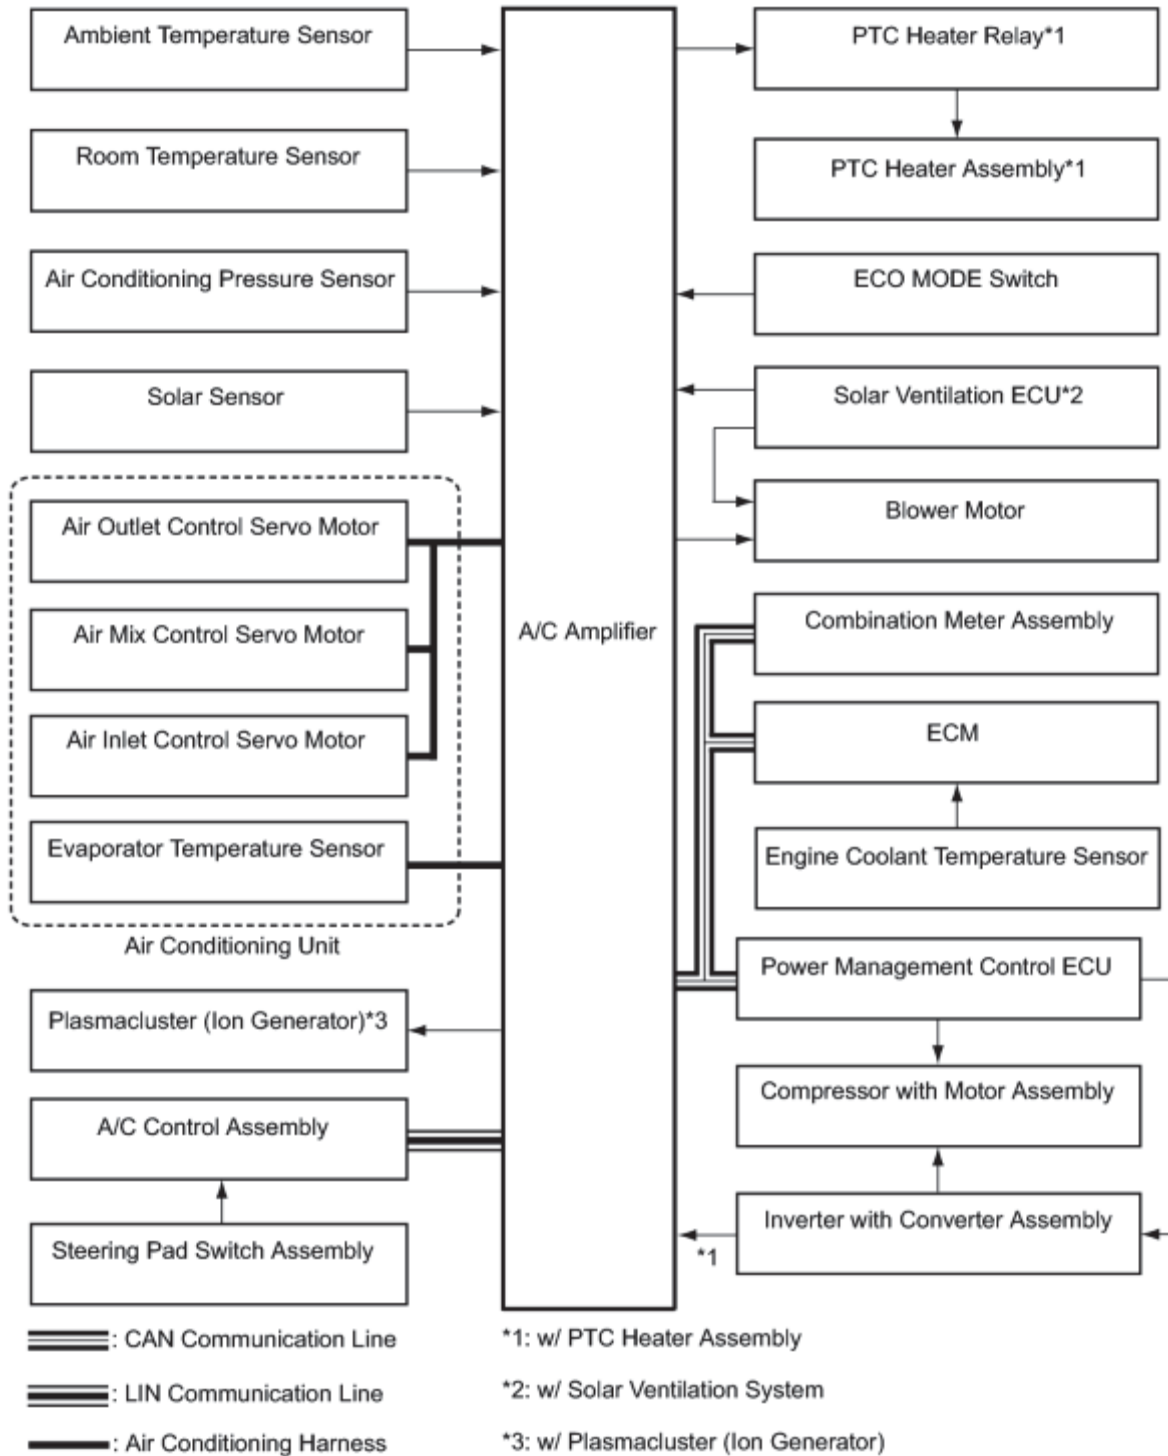 Ambient Temperature Sensor
Room Temperature Sensor
Air Conditioning Pressure Sensor
Solar Sensor
Air Outlet Control Servo Motor
Air Mix Control Servo Motor
Air Inlet Control Servo Motor
Evaporator Temperature Sensor
Air Conditioning Unit
Plasmacluster (Ion Generator)*3
A/C Control Assembly
Steering Pad Switch Assembly
A/C Amplifier
PTC Heater Relay*1
PTC Heater Assembly*1
ECO MODE Switch
Solar Ventilation ECU*2
Blower Motor
Combination Meter Assembly
ECM
Engine Coolant Temperature Sensor
Power Management Control ECU
Compressor with Motor Assembly
Inverter with Converter Assembly
*1
: CAN Communication Line
: LIN Communication Line
: Air Conditioning Harness
*1: w/ PTC Heater Assembly
*2: w/ Solar Ventilation System
*3: w/ Plasmacluster (Ion Generator)